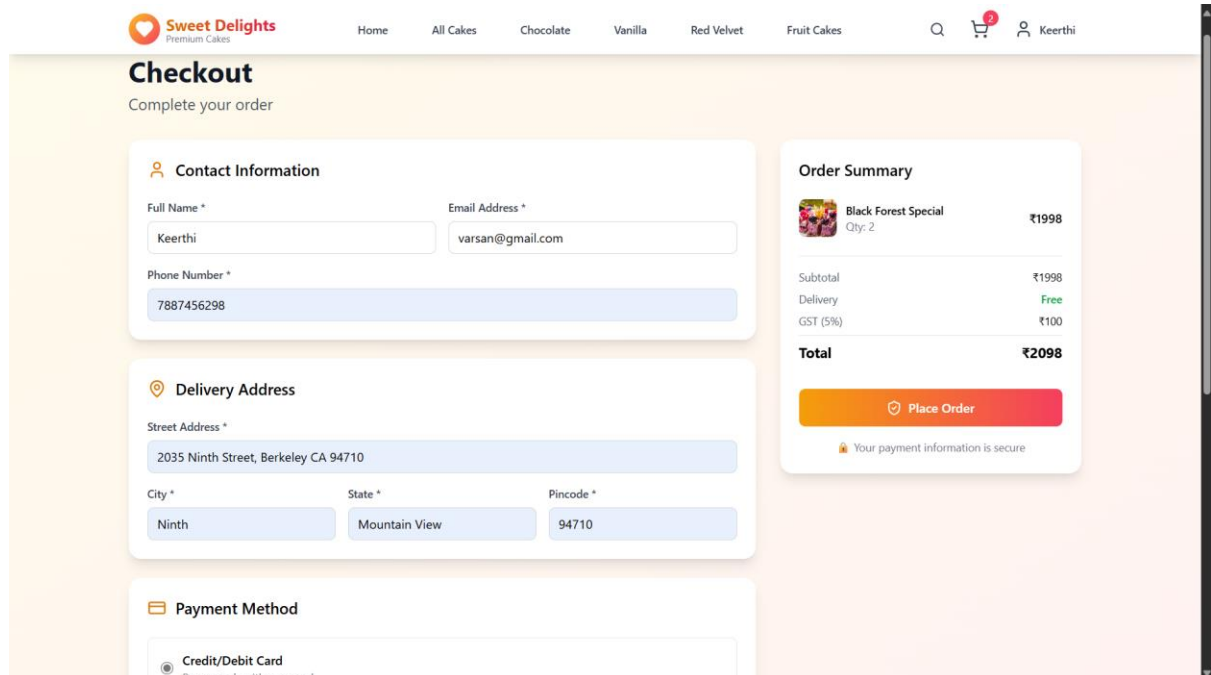 Sweet Delights
Premium Cakes
Home All Cakes Chocolate Vanilla Red Velvet Fruit Cakes 2 Keerthi
Checkout
Complete your order
Contact Information
Full Name * Email Address *
Keerthi varsan@gmail.com
Phone Number *
7887456298
Delivery Address
Street Address *
2035 Ninth Street, Berkeley CA 94710
City * State * Pincode *
Ninth Mountain View 94710
Payment Method
Credit/Debit Card
Order Summary
Black Forest Special
Qty: 2
₹1998
Subtotal ₹1998
Delivery Free
GST (5%) ₹100
Total ₹2098
Place Order
Your payment information is secure